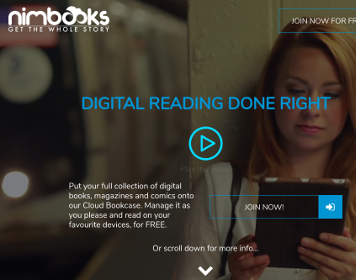 nimbooks
GET THE WHOLE STORY
JOIN NOW FOR FR
DIGITAL READING DONE RIGHT
Put your full collection of digital
books, magazines and comics onto
our Cloud Bookcase. Manage it as
you please and read on your
favourite devices, for FREE.
JOIN NOW!
Or scroll down for more info...